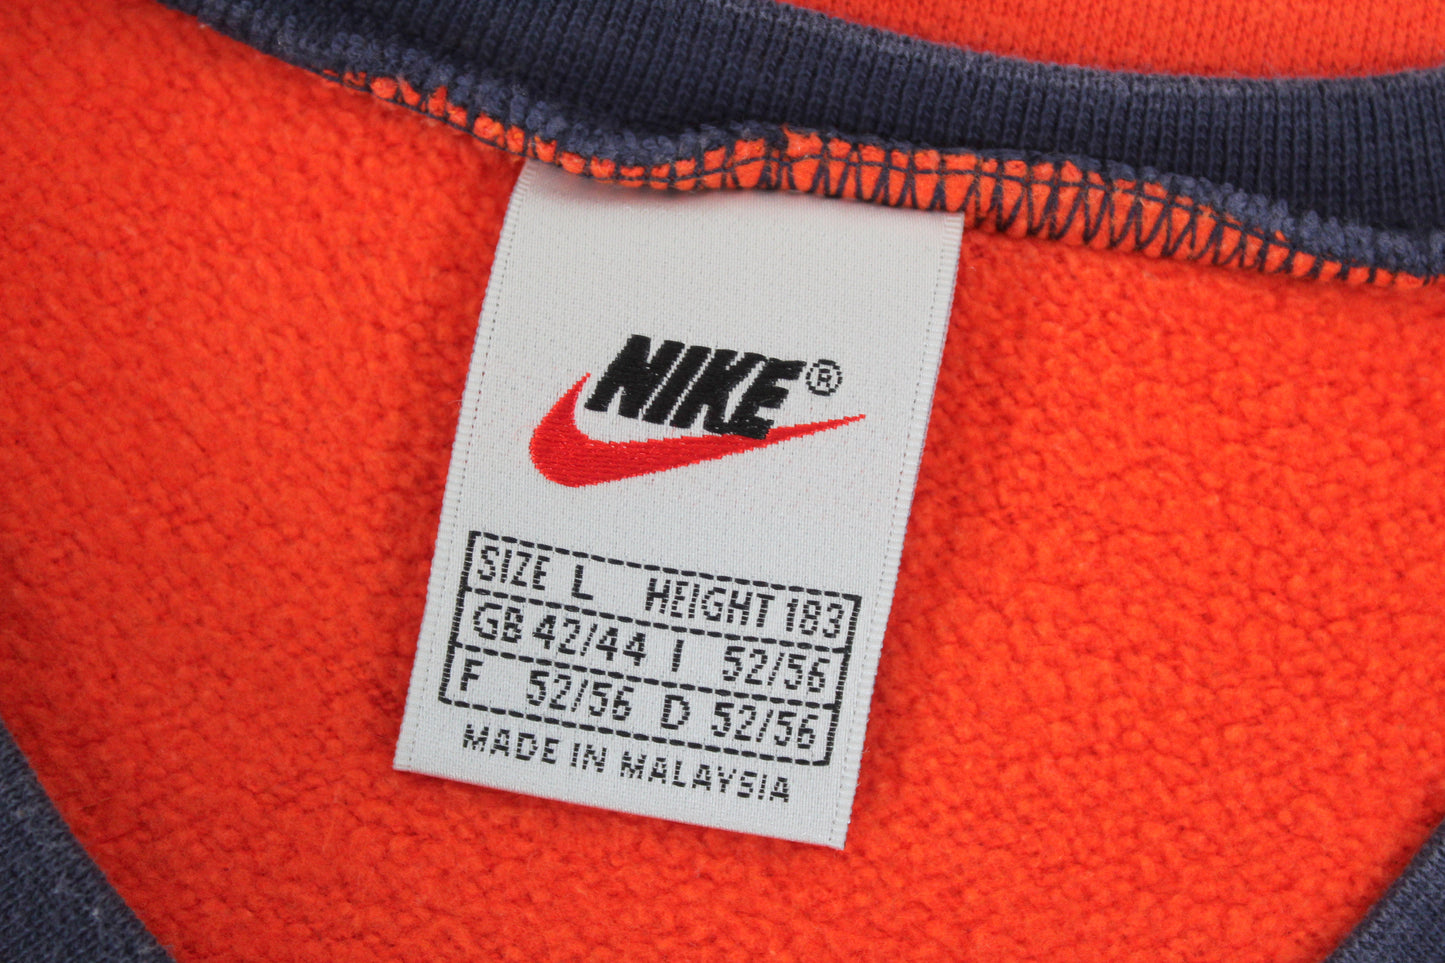 NIKE®
SIZE L HEIGHT 183
GB 42/44 I 52/56
F 52/56 D 52/56
MADE IN MALAYSIA